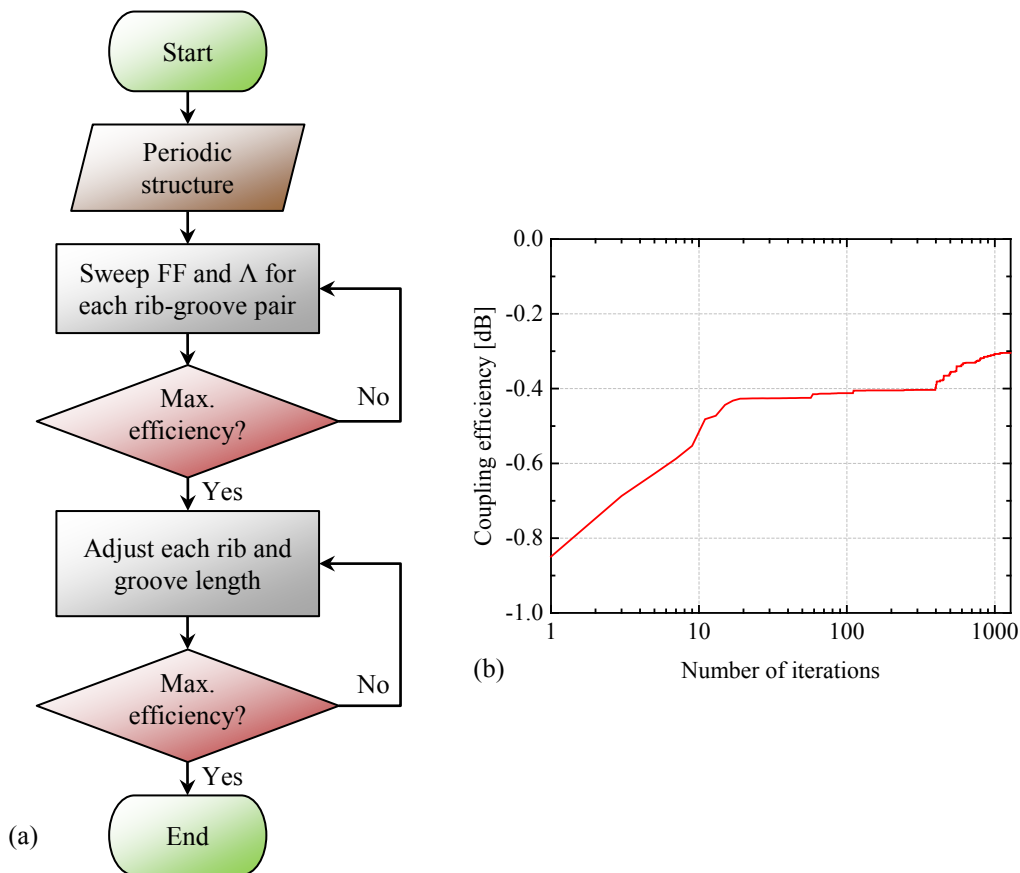 Start
Periodic
structure
Sweep FF and Λ for
each rib-groove pair
Max.
efficiency?
No
Yes
Adjust each rib and
groove length
Max.
efficiency?
No
Yes
End
(a)
0.0
-0.2
-0.4
-0.6
-0.8
-1.0
Coupling efficiency [dB]
1
10
100
1000
Number of iterations
(b)